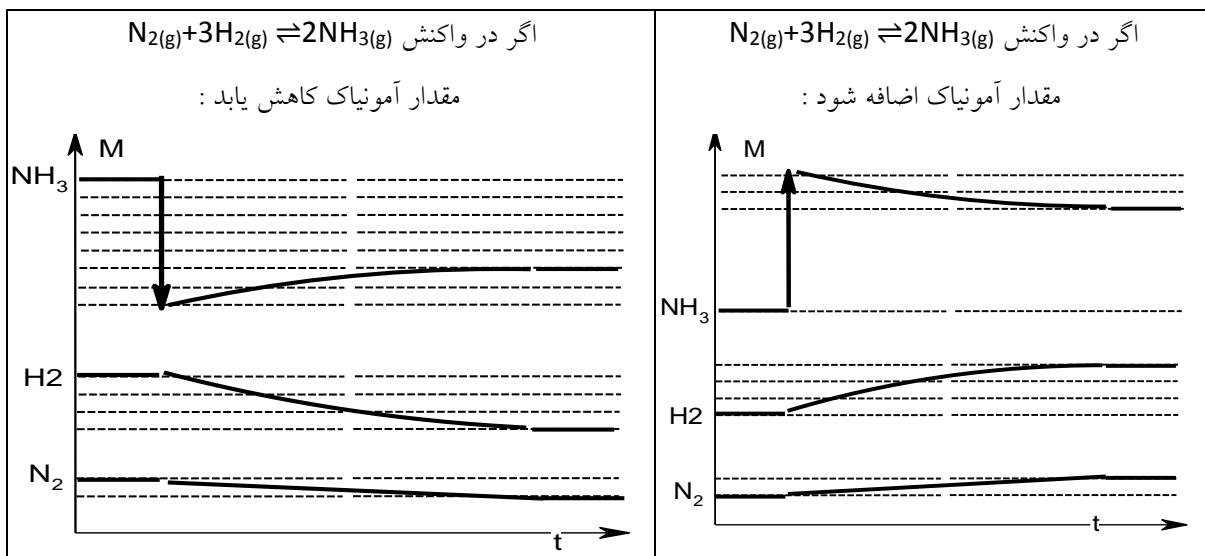 اگر در واکنش N2(g)+3H2(g) ⇌2NH3(g)
مقدار آمونیاک اضافه شود :
M
NH3
H2
N2
t
اگر در واکنش N2(g)+3H2(g) ⇌2NH3(g)
مقدار آمونیاک کاهش یابد :
M
NH3
H2
N2
t